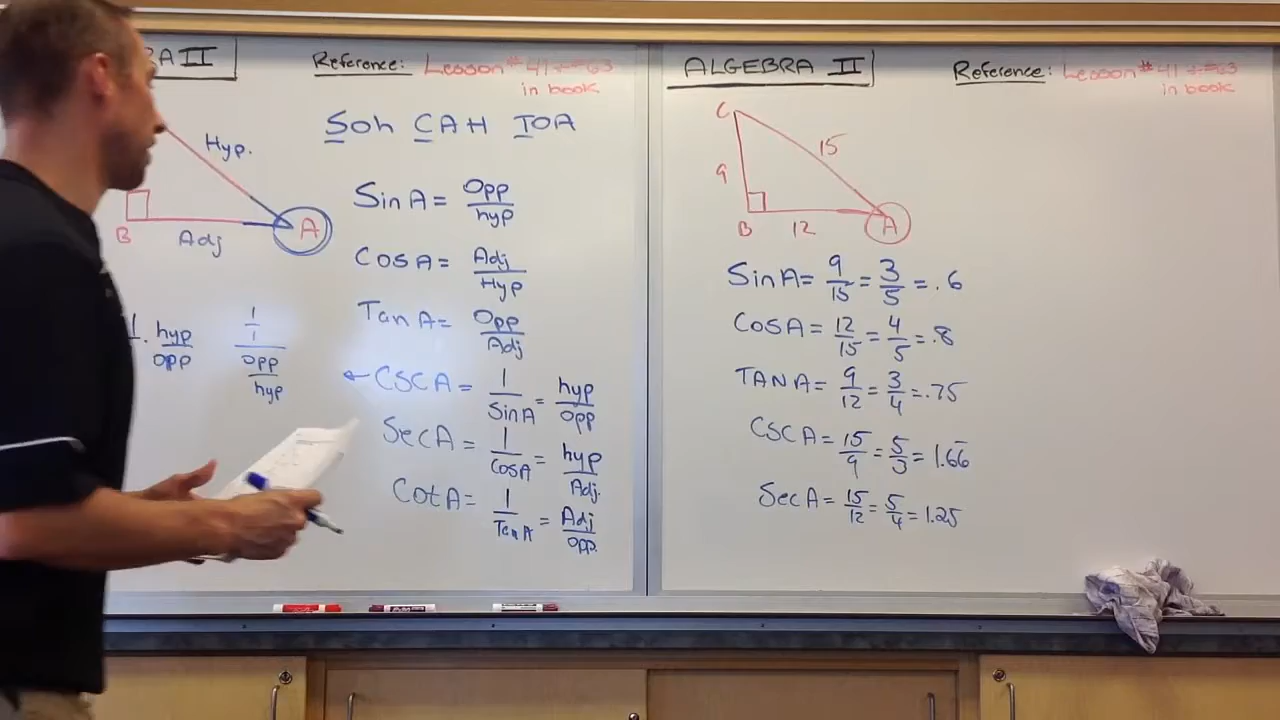 RA II
Reference: Lesson # 41 + #63
in book
Soh CAH TOA
Hyp.
B
Adj
A
Sin A = Opp/hyp
Cos A = Adj/Hyp
Tan A = Opp/Adj
CSC A = 1/Sin A = hyp/opp
Sec A = 1/Cos A = hyp/Adj.
Cot A = 1/Tan A = Adj/opp.
1. hyp/opp
1/1
opp/hyp
ALGEBRA II
Reference: Lesson # 41 + #63
in book
C
15
9
B
12
A
Sin A = 9/15 = 3/5 = .6
Cos A = 12/15 = 4/5 = .8
TAN A = 9/12 = 3/4 = .75
CSC A = 15/9 = 5/3 = 1.66
Sec A = 15/12 = 5/4 = 1.25